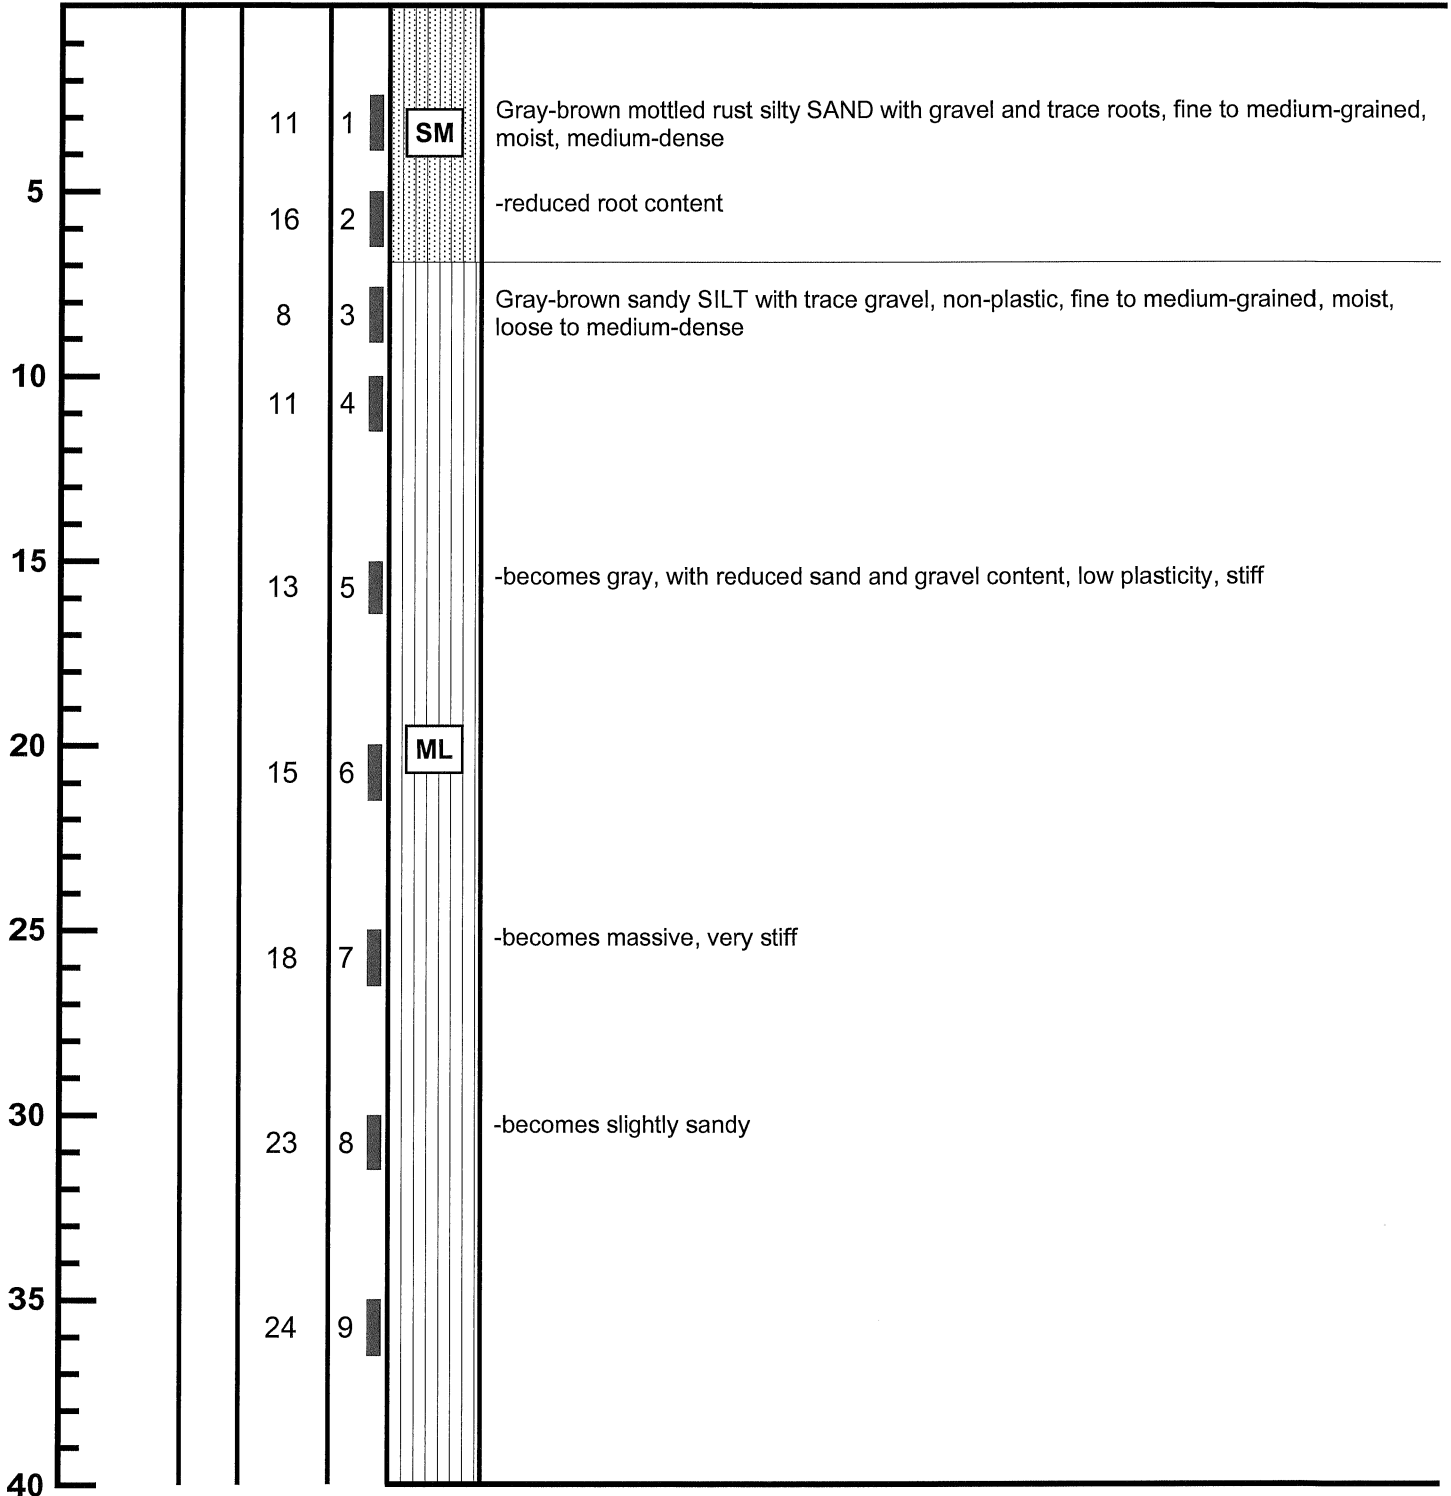 11 1 SM Gray-brown mottled rust silty SAND with gravel and trace roots, fine to medium-grained,
moist, medium-dense
5
16 2 -reduced root content
8 3 Gray-brown sandy SILT with trace gravel, non-plastic, fine to medium-grained, moist,
loose to medium-dense
10
11 4
15
13 5 -becomes gray, with reduced sand and gravel content, low plasticity, stiff
20 ML
15 6
25
18 7 -becomes massive, very stiff
30
23 8 -becomes slightly sandy
35
24 9
40